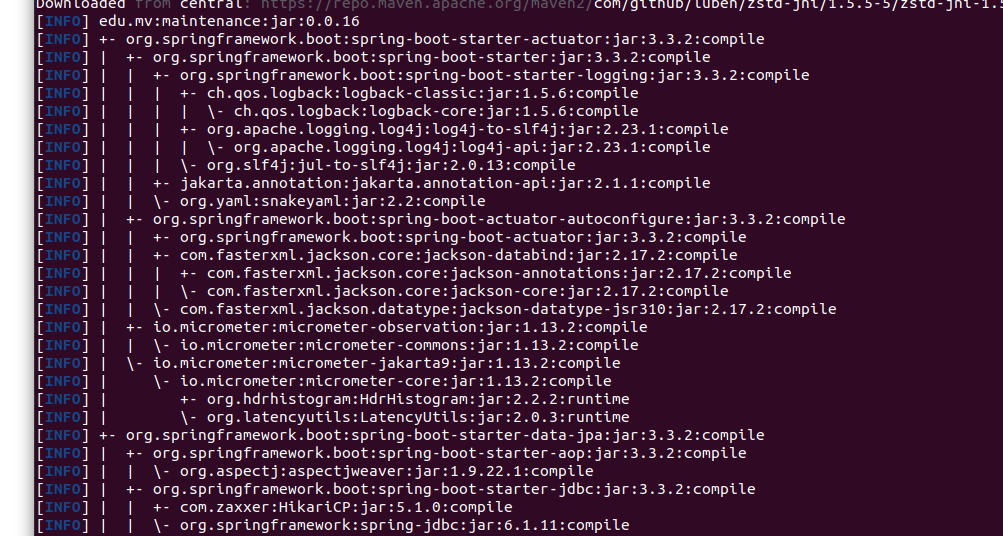 Downloaded from central: https://repo.maven.apache.org/maven2/com/github/luben/zstd-jni/1.5.5-5/zstd-jni-1.5
[INFO] edu.mv:maintenance:jar:0.0.16
[INFO] +- org.springframework.boot:spring-boot-starter-actuator:jar:3.3.2:compile
[INFO] |  +- org.springframework.boot:spring-boot-starter:jar:3.3.2:compile
[INFO] |  |  +- org.springframework.boot:spring-boot-starter-logging:jar:3.3.2:compile
[INFO] |  |  |  +- ch.qos.logback:logback-classic:jar:1.5.6:compile
[INFO] |  |  |  |  \- ch.qos.logback:logback-core:jar:1.5.6:compile
[INFO] |  |  |  +- org.apache.logging.log4j:log4j-to-slf4j:jar:2.23.1:compile
[INFO] |  |  |  |  \- org.apache.logging.log4j:log4j-api:jar:2.23.1:compile
[INFO] |  |  |  \- org.slf4j:jul-to-slf4j:jar:2.0.13:compile
[INFO] |  |  +- jakarta.annotation:jakarta.annotation-api:jar:2.1.1:compile
[INFO] |  |  \- org.yaml:snakeyaml:jar:2.2:compile
[INFO] |  +- org.springframework.boot:spring-boot-actuator-autoconfigure:jar:3.3.2:compile
[INFO] |  |  +- org.springframework.boot:spring-boot-actuator:jar:3.3.2:compile
[INFO] |  |  +- com.fasterxml.jackson.core:jackson-databind:jar:2.17.2:compile
[INFO] |  |  |  +- com.fasterxml.jackson.core:jackson-annotations:jar:2.17.2:compile
[INFO] |  |  |  \- com.fasterxml.jackson.core:jackson-core:jar:2.17.2:compile
[INFO] |  |  \- com.fasterxml.jackson.datatype:jackson-datatype-jsr310:jar:2.17.2:compile
[INFO] |  +- io.micrometer:micrometer-observation:jar:1.13.2:compile
[INFO] |  |  \- io.micrometer:micrometer-commons:jar:1.13.2:compile
[INFO] |  \- io.micrometer:micrometer-jakarta9:jar:1.13.2:compile
[INFO] |     \- io.micrometer:micrometer-core:jar:1.13.2:compile
[INFO] |        +- org.hdrhistogram:HdrHistogram:jar:2.2.2:runtime
[INFO] |        \- org.latencyutils:LatencyUtils:jar:2.0.3:runtime
[INFO] +- org.springframework.boot:spring-boot-starter-data-jpa:jar:3.3.2:compile
[INFO] |  +- org.springframework.boot:spring-boot-starter-aop:jar:3.3.2:compile
[INFO] |  |  \- org.aspectj:aspectjweaver:jar:1.9.22.1:compile
[INFO] |  +- org.springframework.boot:spring-boot-starter-jdbc:jar:3.3.2:compile
[INFO] |  |  +- com.zaxxer:HikariCP:jar:5.1.0:compile
[INFO] |  |  \- org.springframework:spring-jdbc:jar:6.1.11:compile